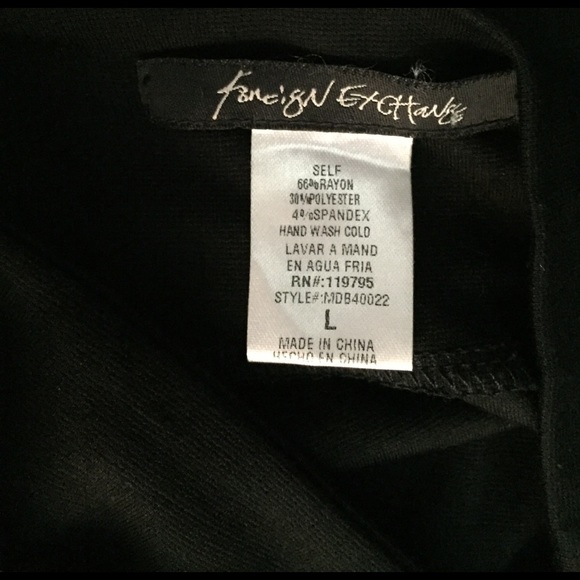 Foreign Exchange
SELF
66%RAYON
30%POLYESTER
4%SPANDEX
HAND WASH COLD
LAVAR A MANO
EN AGUA FRIA
RN#:119795
STYLE#:MDB40022
L
MADE IN CHINA
HECHO EN CHINA